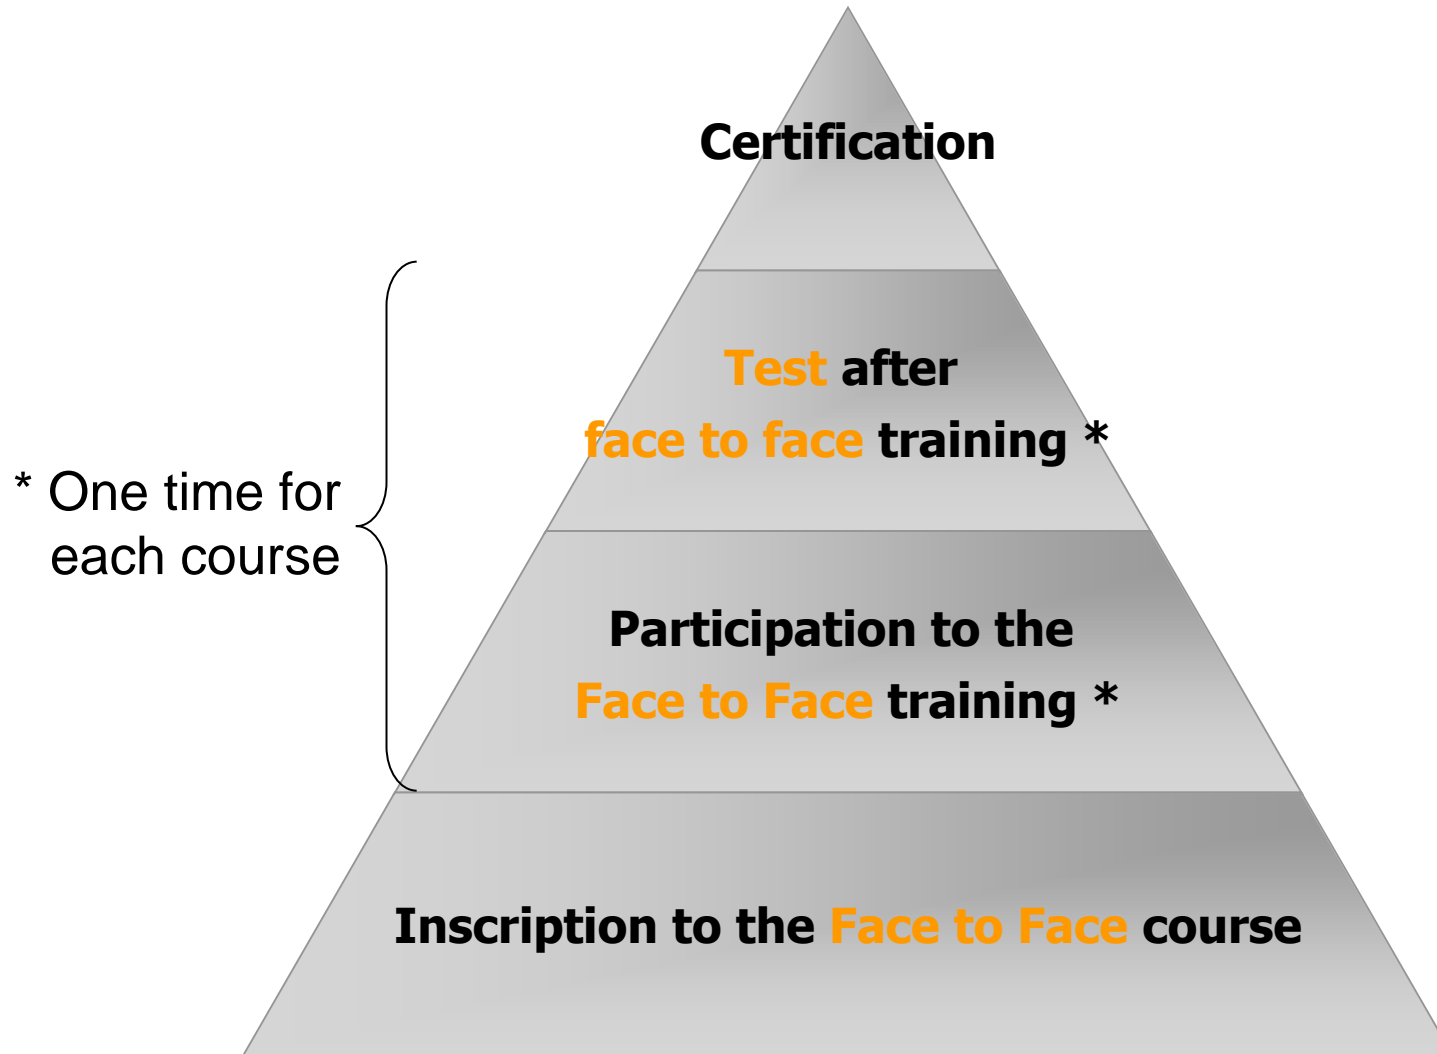 Certification
Test after
face to face training *
* One time for
each course
Participation to the
Face to Face training *
Inscription to the Face to Face course